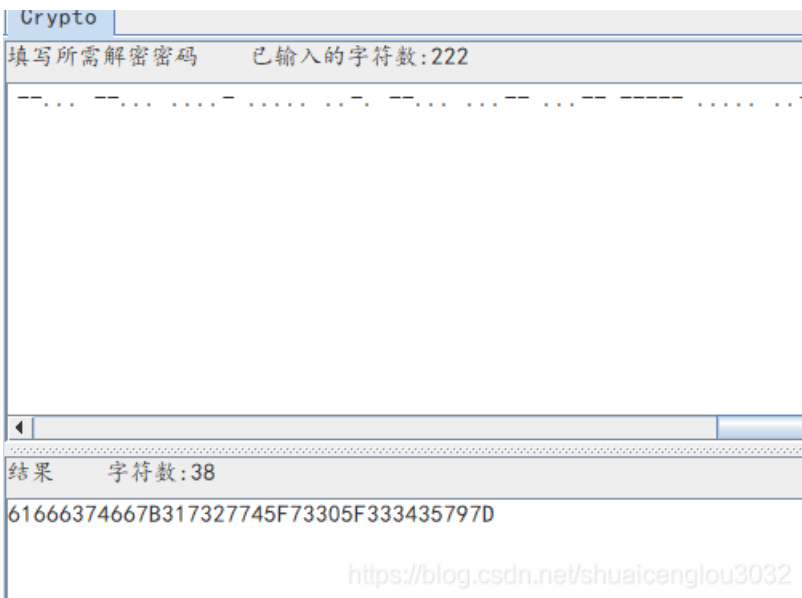 Crypto
填写所需解密密码 已输入的字符数:222
--... --... ....- ..... ..-. --... ...-- ...-- ----- ..... ..-
结果 字符数:38
61666374667B317327745F73305F333435797D
https://blog.csdn.net/shuaicenglou3032